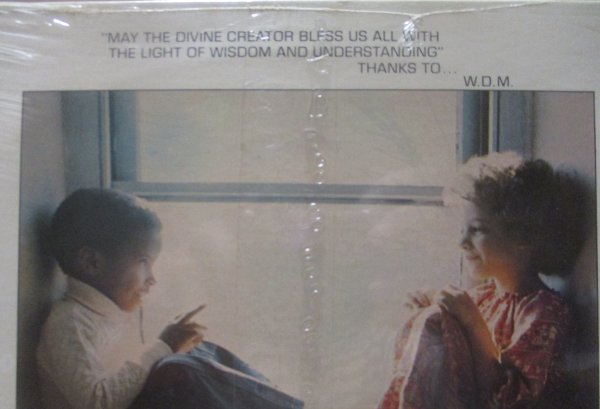 "MAY THE DIVINE CREATOR BLESS US ALL WITH
THE LIGHT OF WISDOM AND UNDERSTANDING"
THANKS TO...
W.D.M.